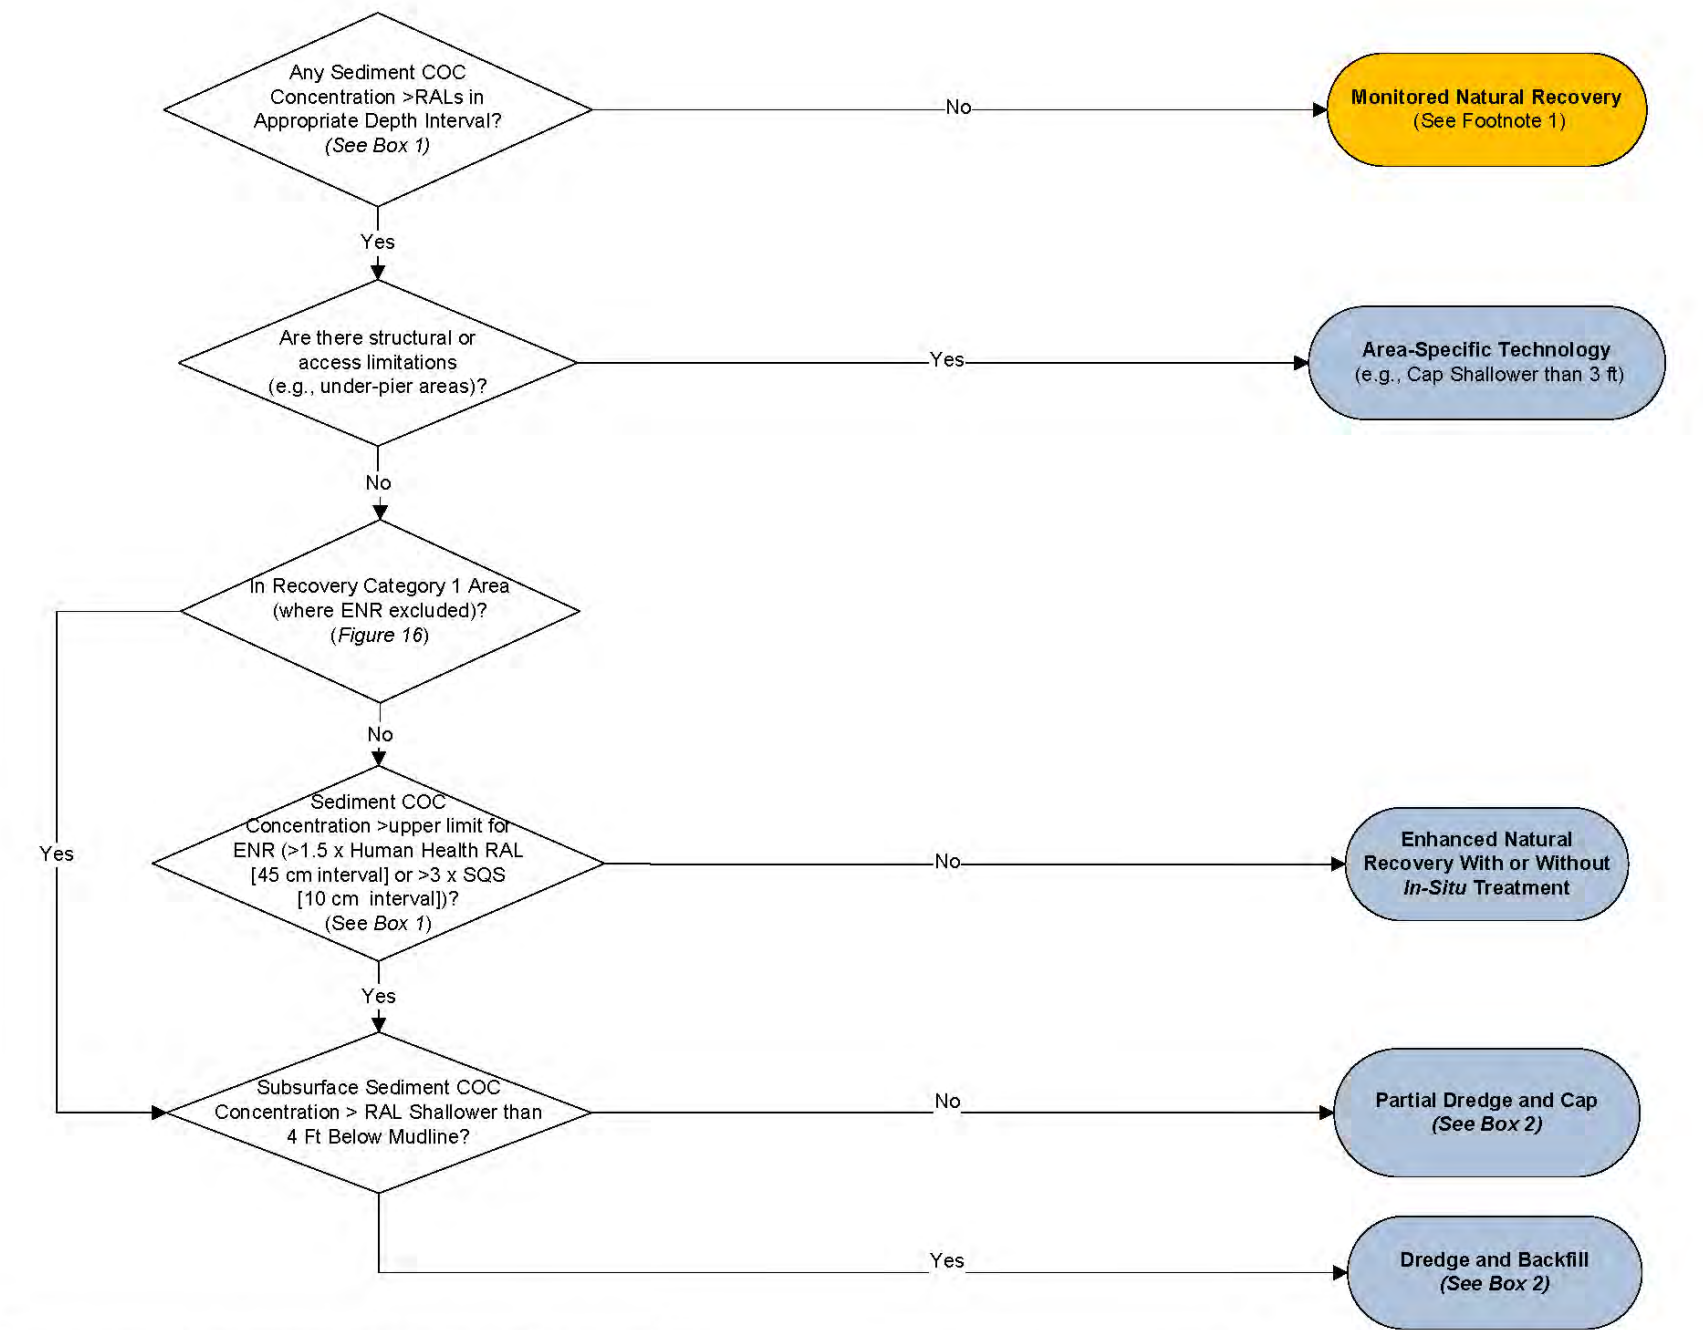 Any Sediment COC
Concentration >RALs in
Appropriate Depth Interval?
(See Box 1)
No
Monitored Natural Recovery
(See Footnote 1)
Yes
Are there structural or
access limitations
(e.g., under-pier areas)?
Yes
Area-Specific Technology
(e.g., Cap Shallower than 3 ft)
No
In Recovery Category 1 Area
(where ENR excluded)?
(Figure 16)
No
Yes
Sediment COC
Concentration >upper limit for
ENR (>1.5 x Human Health RAL
[45 cm interval] or >3 x SQS
[10 cm interval])?
(See Box 1)
No
Enhanced Natural
Recovery With or Without
In-Situ Treatment
Yes
Subsurface Sediment COC
Concentration > RAL Shallower than
4 Ft Below Mudline?
No
Partial Dredge and Cap
(See Box 2)
Yes
Dredge and Backfill
(See Box 2)